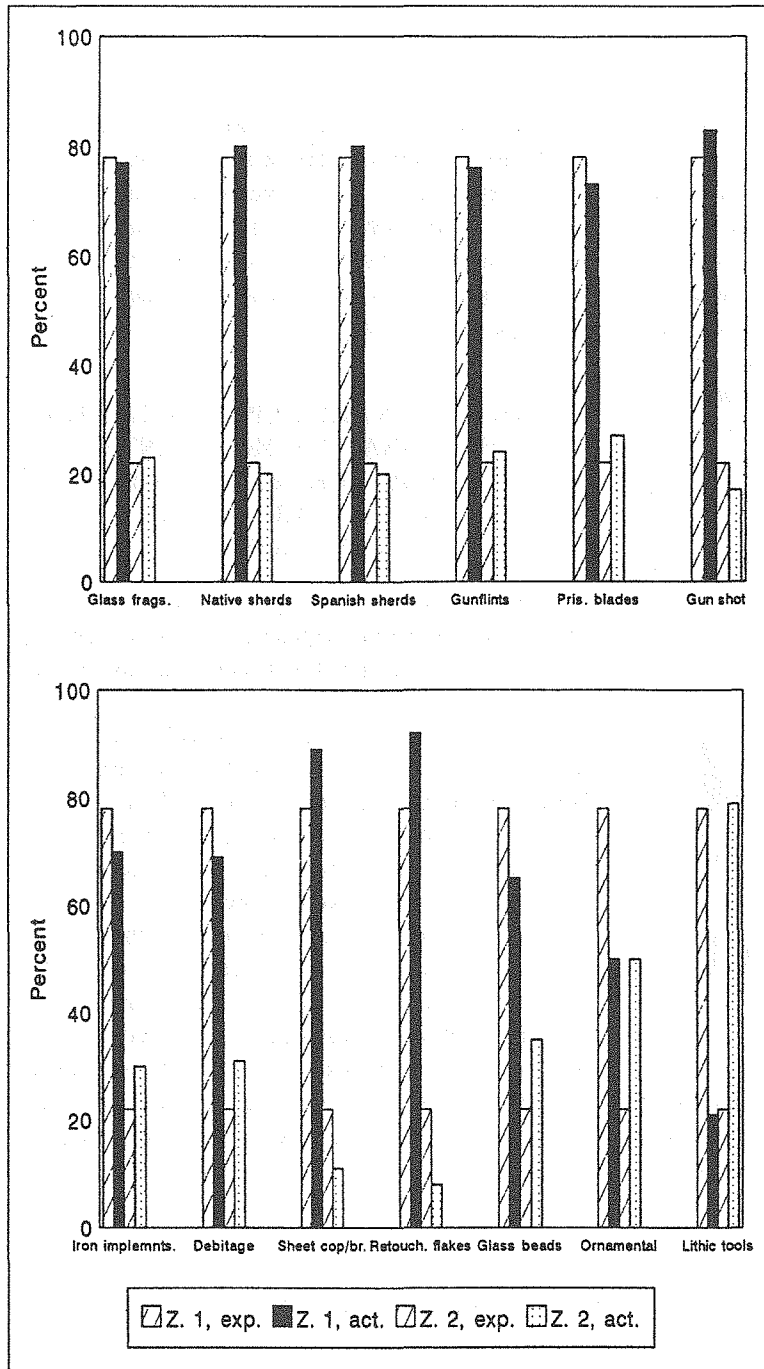 100
80
60
40
20
0
Percent
Glass frags. Native sherds Spanish sherds Gunflints Pris. blades Gun shot
100
80
60
40
20
0
Percent
Iron implemnts. Debitage Sheet cop/br. Retouch. flakes Glass beads Ornamental Lithic tools
Z. 1, exp. Z. 1, act. Z. 2, exp. Z. 2, act.